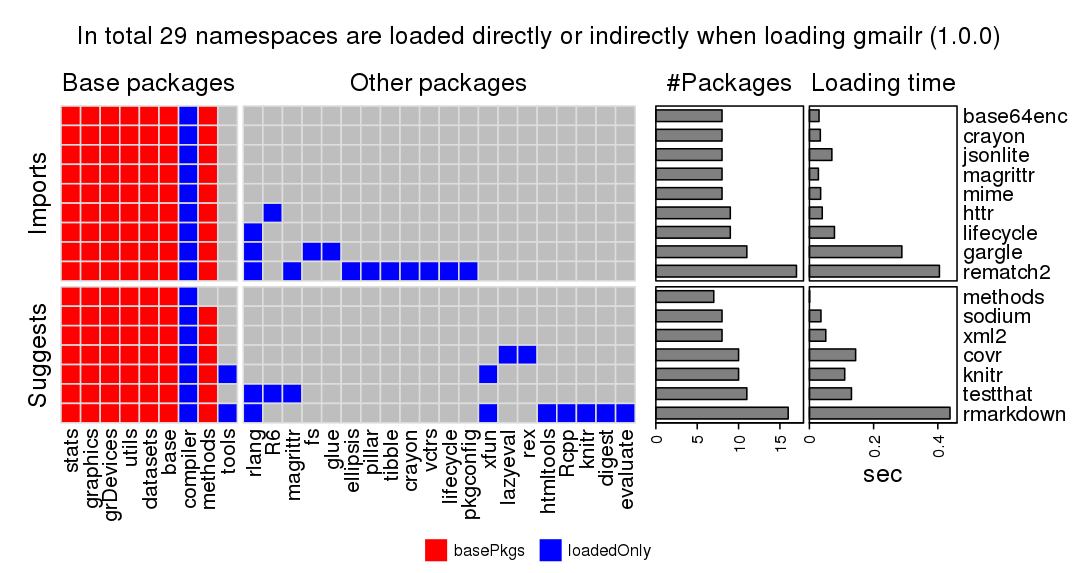 In total 29 namespaces are loaded directly or indirectly when loading gmailr (1.0.0)
Base packages
Other packages
#Packages
Loading time
Imports
base64enc
crayon
jsonlite
magrittr
mime
httr
lifecycle
gargle
rematch2
Suggests
methods
sodium
xml2
covr
knitr
testthat
rmarkdown
stats
graphics
grDevices
utils
datasets
base
compiler
methods
tools
rlang
R6
magrittr
fs
glue
ellipsis
pillar
tibble
crayon
vctrs
lifecycle
pkgconfig
xfun
lazyeval
rex
htmltools
Rcpp
knitr
digest
evaluate
0
5
10
15
0
0.2
0.4
sec
basePkgs
loadedOnly